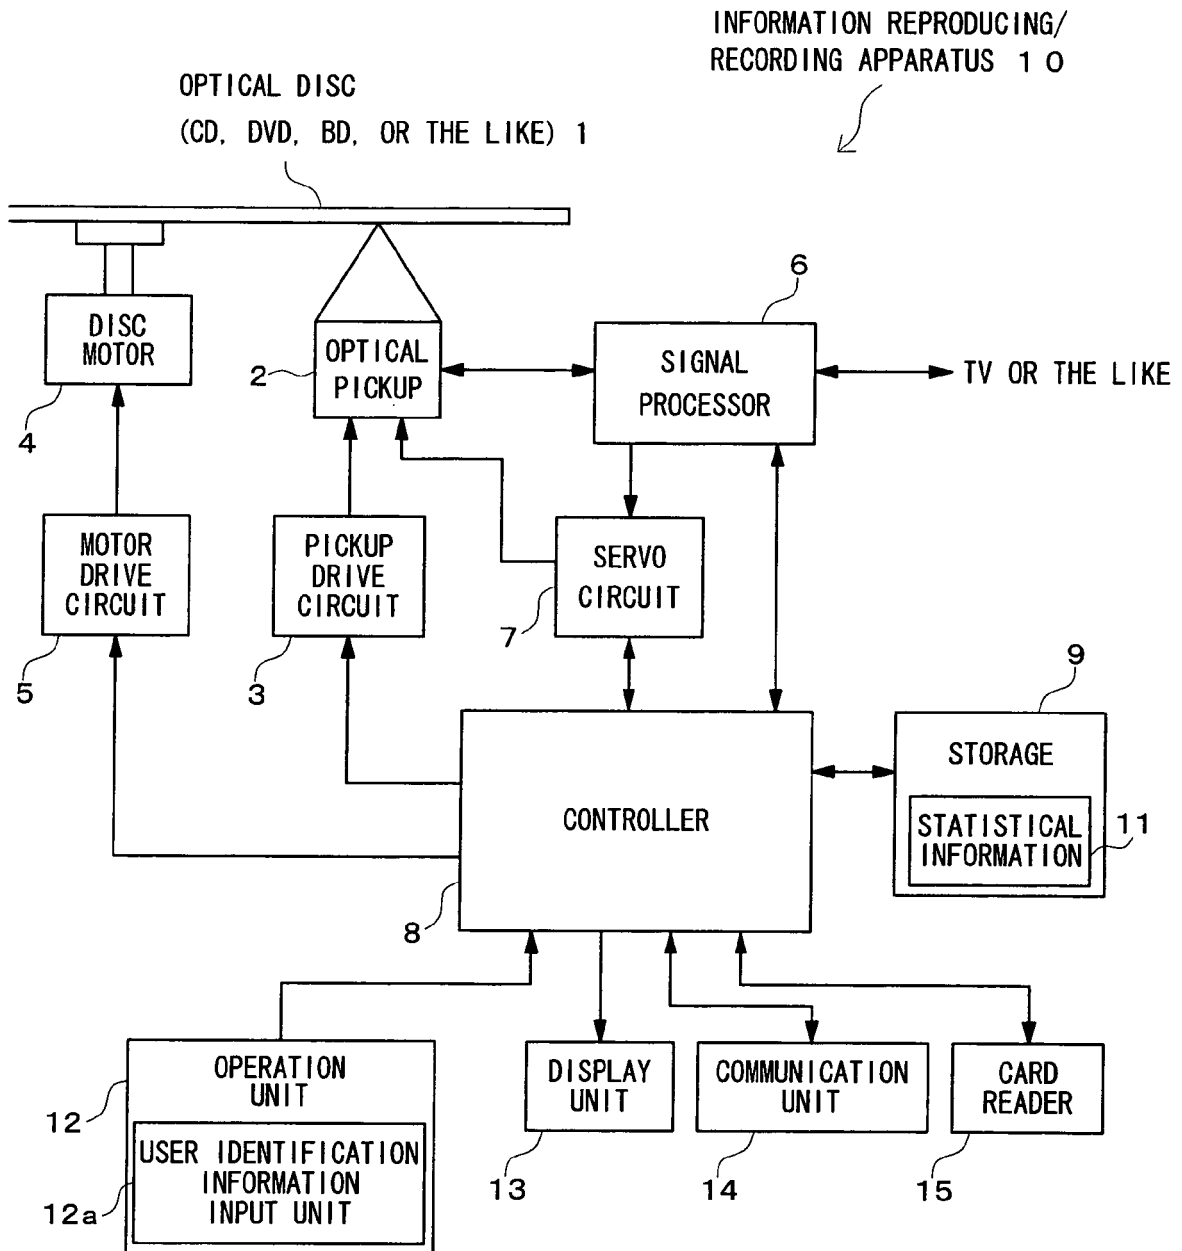 INFORMATION REPRODUCING/
RECORDING APPARATUS 10
OPTICAL DISC
(CD, DVD, BD, OR THE LIKE) 1
6
DISC
MOTOR
4
2
OPTICAL
PICKUP
SIGNAL
PROCESSOR
TV OR THE LIKE
MOTOR
DRIVE
CIRCUIT
5
PICKUP
DRIVE
CIRCUIT
3
SERVO
CIRCUIT
7
9
STORAGE
STATISTICAL
INFORMATION
11
CONTROLLER
8
OPERATION
UNIT
12
USER IDENTIFICATION
INFORMATION
INPUT UNIT
12a
DISPLAY
UNIT
13
COMMUNICATION
UNIT
14
CARD
READER
15